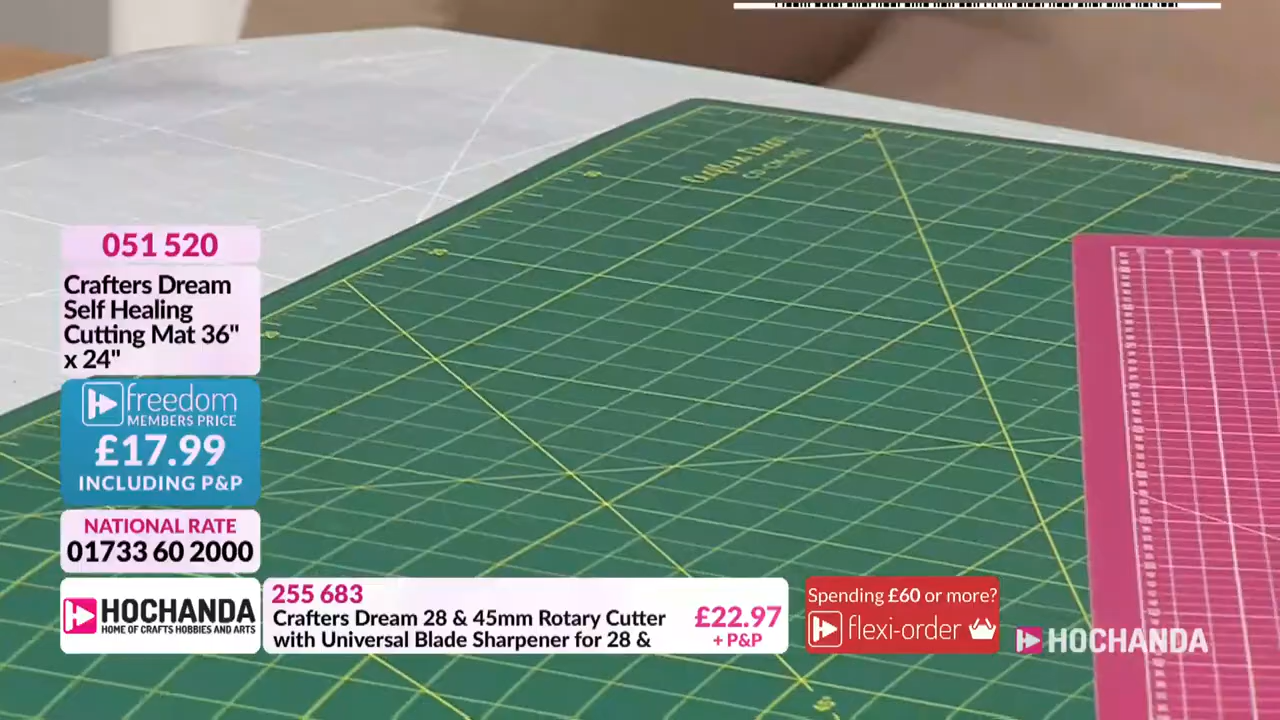 Crafters Dream
051 520
Crafters Dream
Self Healing
Cutting Mat 36"
x 24"
freedom
MEMBERS PRICE
£17.99
INCLUDING P&P
NATIONAL RATE
01733 60 2000
HOCHANDA
HOME OF CRAFTS HOBBIES AND ARTS
255 683
Crafters Dream 28 & 45mm Rotary Cutter
with Universal Blade Sharpener for 28 &
£22.97
+ P&P
Spending £60 or more?
flexi-order
HOCHANDA